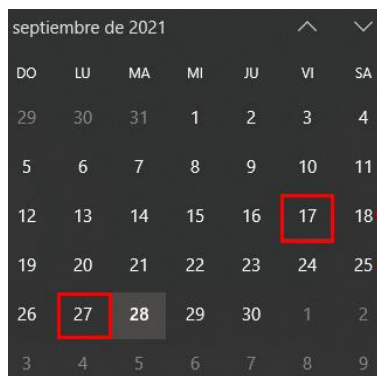 septiembre de 2021
DO LU MA MI JU VI SA
29 30 31 1 2 3 4
5 6 7 8 9 10 11
12 13 14 15 16 17 18
19 20 21 22 23 24 25
26 27 28 29 30 1 2
3 4 5 6 7 8 9